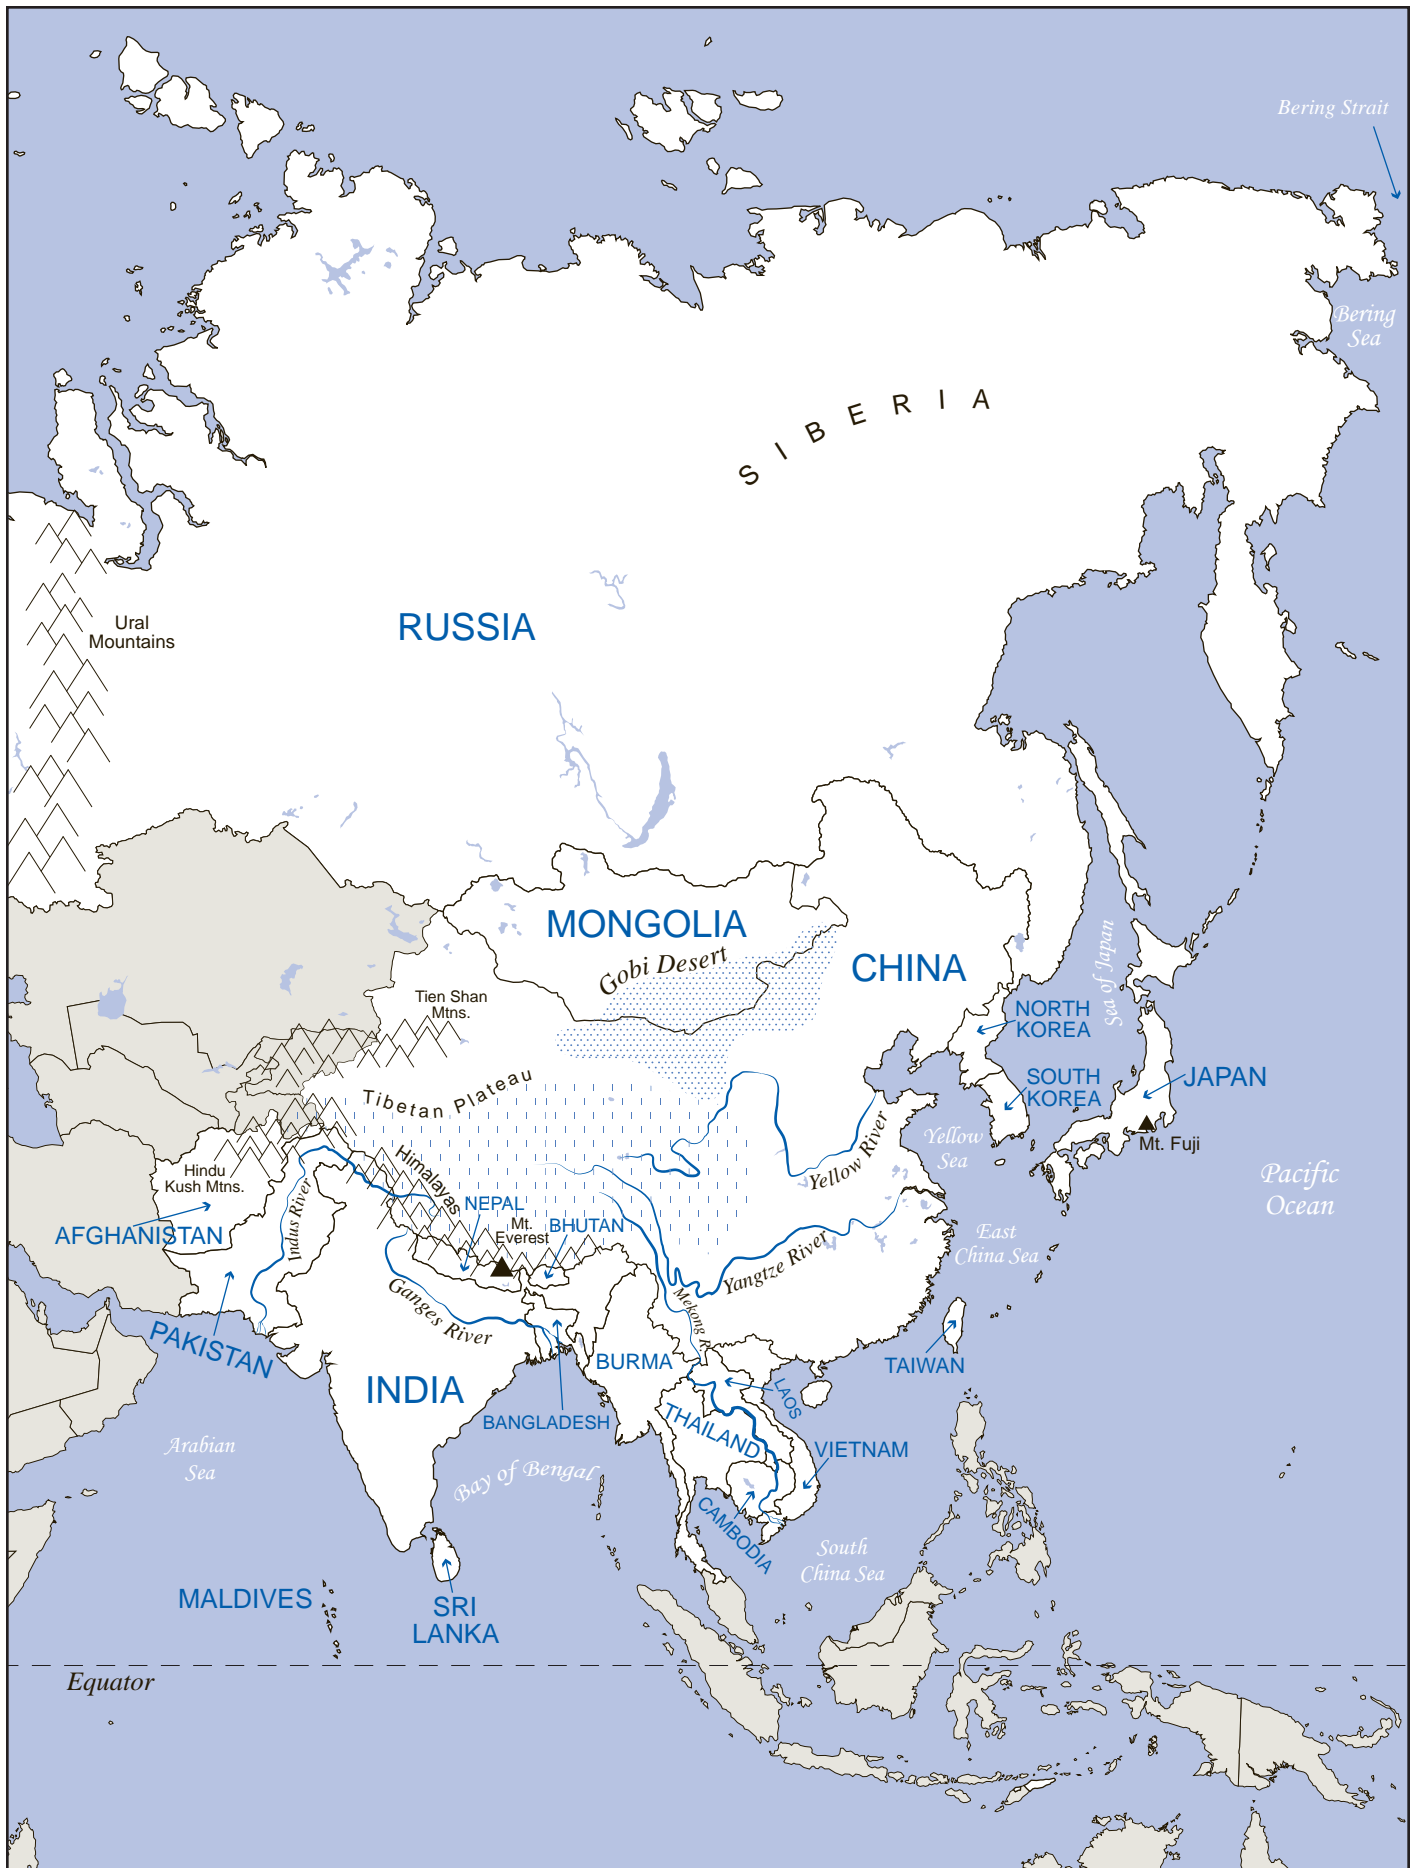 Bering Strait
Bering
Sea
SIBERIA
Ural
Mountains
RUSSIA
MONGOLIA
Gobi Desert
CHINA
Sea of Japan
Tien Shan
Mtns.
NORTH
KOREA
SOUTH
KOREA
JAPAN
Tibetan Plateau
Yellow River
Yellow
Sea
Mt. Fuji
Himalayas
Hindu
Kush Mtns.
Pacific
Ocean
Indus River
NEPAL
Mt.
Everest
BHUTAN
AFGHANISTAN
East
China Sea
Yangtze River
Ganges River
Mekong R.
PAKISTAN
BURMA
TAIWAN
INDIA
LAOS
BANGLADESH
THAILAND
VIETNAM
Arabian
Sea
Bay of Bengal
CAMBODIA
South
China Sea
MALDIVES
SRI
LANKA
Equator